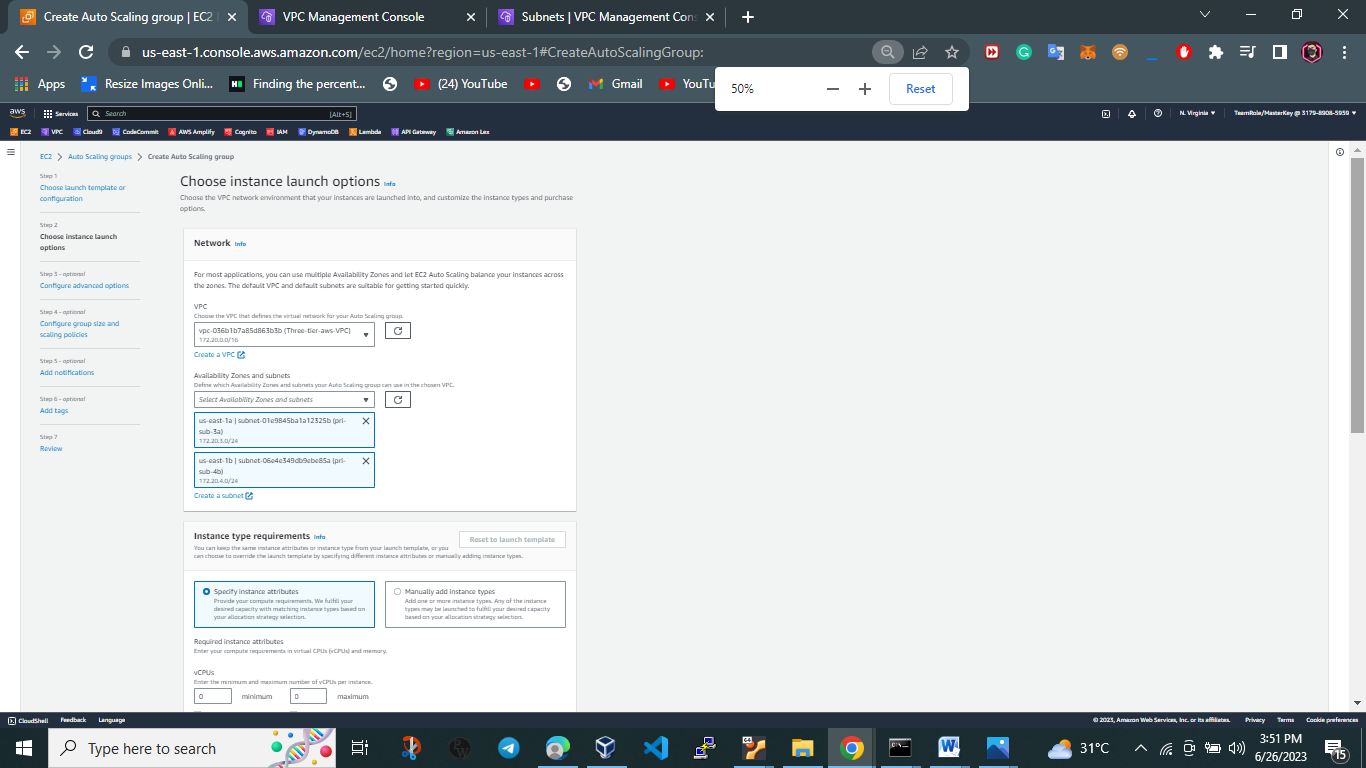 Create Auto Scaling group | EC2
VPC Management Console
Subnets | VPC Management Con
us-east-1.console.aws.amazon.com/ec2/home?region=us-east-1#CreateAutoScalingGroup:
Apps
Resize Images Onli...
Finding the percent...
(24) YouTube
Gmail
YouTu
50%
Reset
aws
Services
Search
[Alt+S]
N. Virginia
TeamRole/MasterKey @ 3179-8908-5959
EC2
VPC
Cloud9
CodeCommit
AWS Amplify
Cognito
IAM
DynamoDB
Lambda
API Gateway
Amazon Lex
EC2
Auto Scaling groups
Create Auto Scaling group
Step 1
Choose launch template or
configuration
Step 2
Choose instance launch
options
Step 3 - optional
Configure advanced options
Step 4 - optional
Configure group size and
scaling policies
Step 5 - optional
Add notifications
Step 6 - optional
Add tags
Step 7
Review
Choose instance launch options Info
Choose the VPC network environment that your instances are launched into, and customize the instance types and purchase
options.
Network Info
For most applications, you can use multiple Availability Zones and let EC2 Auto Scaling balance your instances across
the zones. The default VPC and default subnets are suitable for getting started quickly.
VPC
Choose the VPC that defines the virtual network for your Auto Scaling group.
vpc-036b1b7a85d863b3b (Three-tier-aws-VPC)
172.20.0.0/16
Create a VPC
Availability Zones and subnets
Define which Availability Zones and subnets your Auto Scaling group can use in the chosen VPC.
Select Availability Zones and subnets
us-east-1a | subnet-01e9845ba1a12325b (pri-
sub-3a)
172.20.3.0/24
us-east-1b | subnet-06e4e349db9ebe85a (pri-
sub-4b)
172.20.4.0/24
Create a subnet
Instance type requirements Info
Reset to launch template
You can keep the same instance attributes or instance type from your launch template, or you
can choose to override the launch template by specifying different instance attributes or manually adding instance types.
Specify instance attributes
Provide your compute requirements. We fulfill your
desired capacity with matching instance types based on
your allocation strategy selection.
Manually add instance types
Add one or more instance types. Any of the instance
types may be launched to fulfill your desired capacity
based on your allocation strategy selection.
Required instance attributes
Enter your compute requirements in virtual CPUs (vCPUs) and memory.
vCPUs
Enter the minimum and maximum number of vCPUs per instance.
0 minimum 0 maximum
CloudShell
Feedback
Language
© 2023, Amazon Web Services, Inc. or its affiliates.
Privacy
Terms
Cookie preferences
Type here to search
31°C
3:51 PM
6/26/2023
15